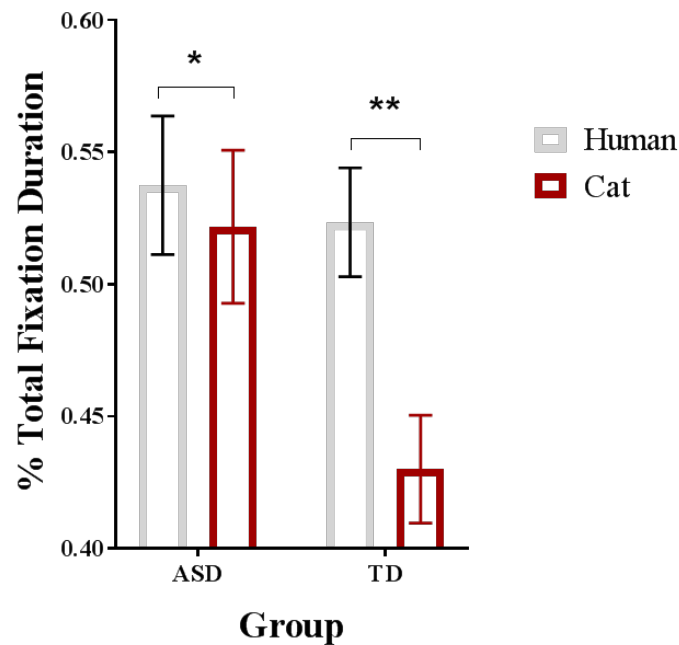 0.60
0.55
0.50
0.45
0.40
% Total Fixation Duration
*
**
Human
Cat
ASD
TD
Group